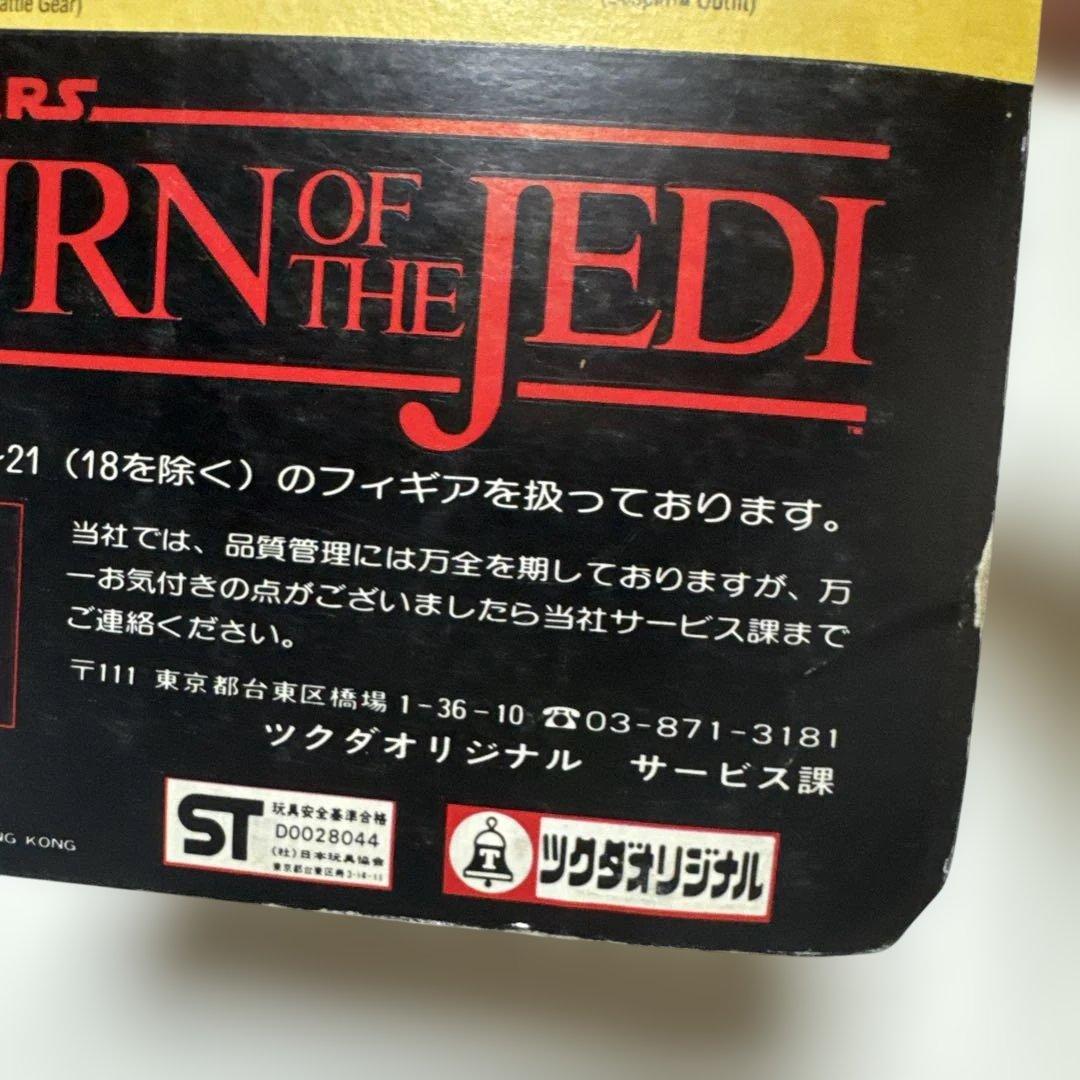 attle Gear)
Outfit)
RS
URN OF THE JEDI
™
21 (18を除く) のフィギアを扱っております。
当社では、品質管理には万全を期しておりますが、万
一お気付きの点がございましたら当社サービス課まで
ご連絡ください。
〒111 東京都台東区橋場 1-36-10 ☎03-871-3181
ツクダオリジナル サービス課
NG KONG
ST 玩具安全基準合格
D0028044
(社)日本玩具協会
T ツクダオリジナル